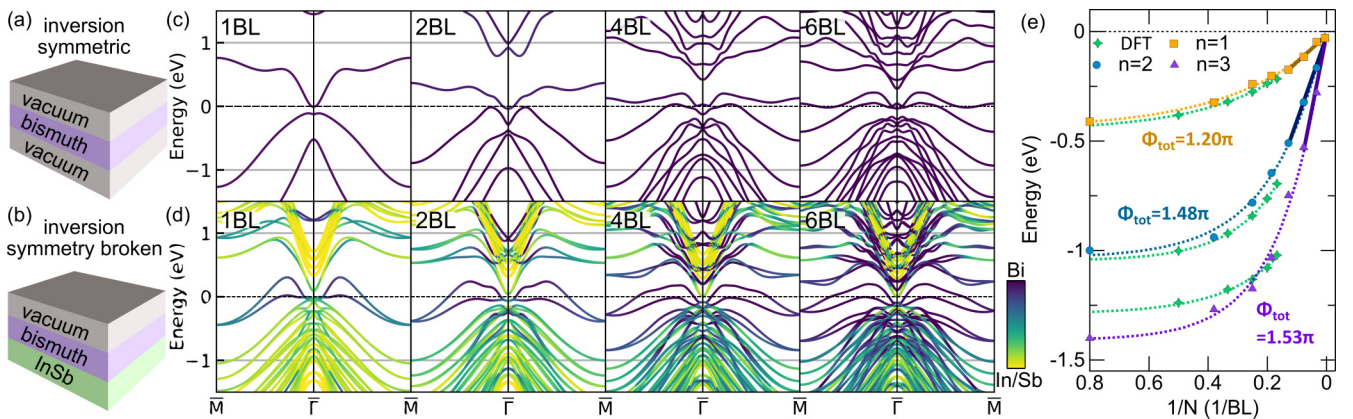 (a)
inversion
symmetric
vacuum
bismuth
vacuum
(b)
inversion
symmetry broken
vacuum
bismuth
InSb
(c)
1BL
2BL
4BL
6BL
Energy (eV)
1
0
−1
(d)
1BL
2BL
4BL
6BL
Energy (eV)
1
0
−1
M̅ Γ̅ M̅ Γ̅ M̅ Γ̅ M̅ Γ̅ M̅
Bi
In/Sb
(e)
0
DFT n=1
n=2 n=3
Φtot=1.20π
-0.5
Φtot=1.48π
-1.0
Φtot
=1.53π
-1.5
Energy (eV)
0.8 0.6 0.4 0.2 0
1/N (1/BL)